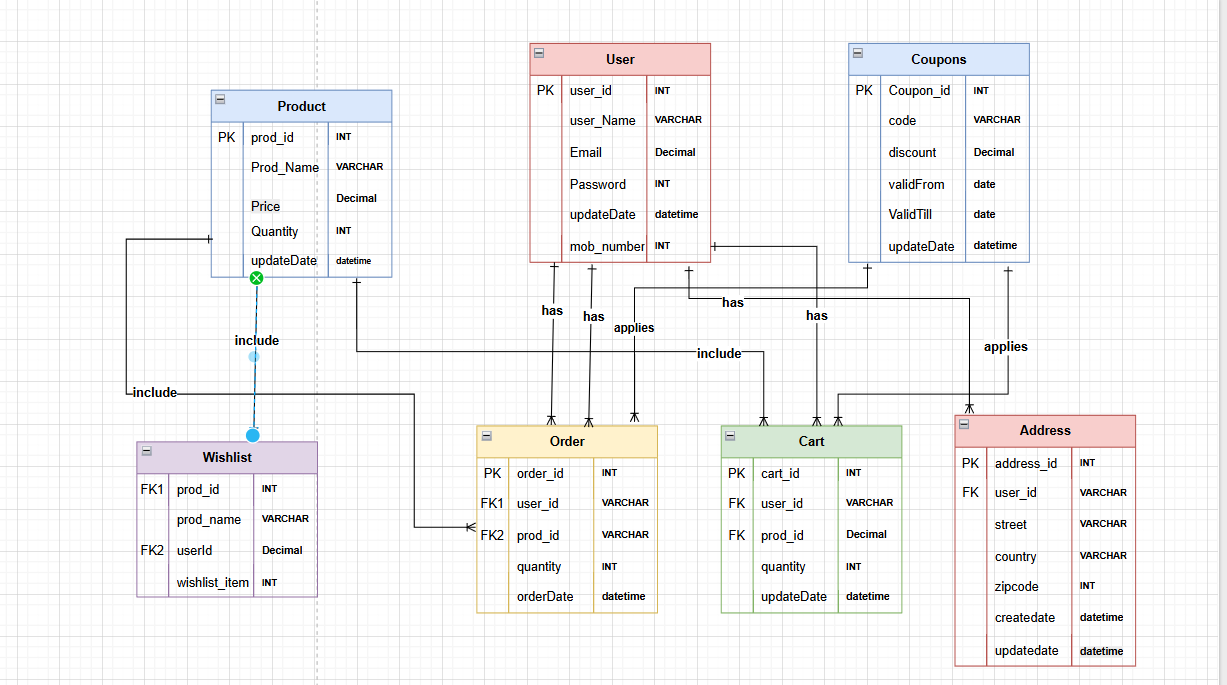 User
PK user_id INT
user_Name VARCHAR
Email Decimal
Password INT
updateDate datetime
mob_number INT
Coupons
PK Coupon_id INT
code VARCHAR
discount Decimal
validFrom date
ValidTill date
updateDate datetime
Product
PK prod_id INT
Prod_Name VARCHAR
Price Decimal
Quantity INT
updateDate datetime
has
has
applies
has
has
include
include
applies
include
Wishlist
FK1 prod_id INT
prod_name VARCHAR
FK2 userId Decimal
wishlist_item INT
Order
PK order_id INT
FK1 user_id VARCHAR
FK2 prod_id VARCHAR
quantity INT
orderDate datetime
Cart
PK cart_id INT
FK user_id VARCHAR
FK prod_id Decimal
quantity INT
updateDate datetime
Address
PK address_id INT
FK user_id VARCHAR
street VARCHAR
country VARCHAR
zipcode INT
createdate datetime
updatedate datetime